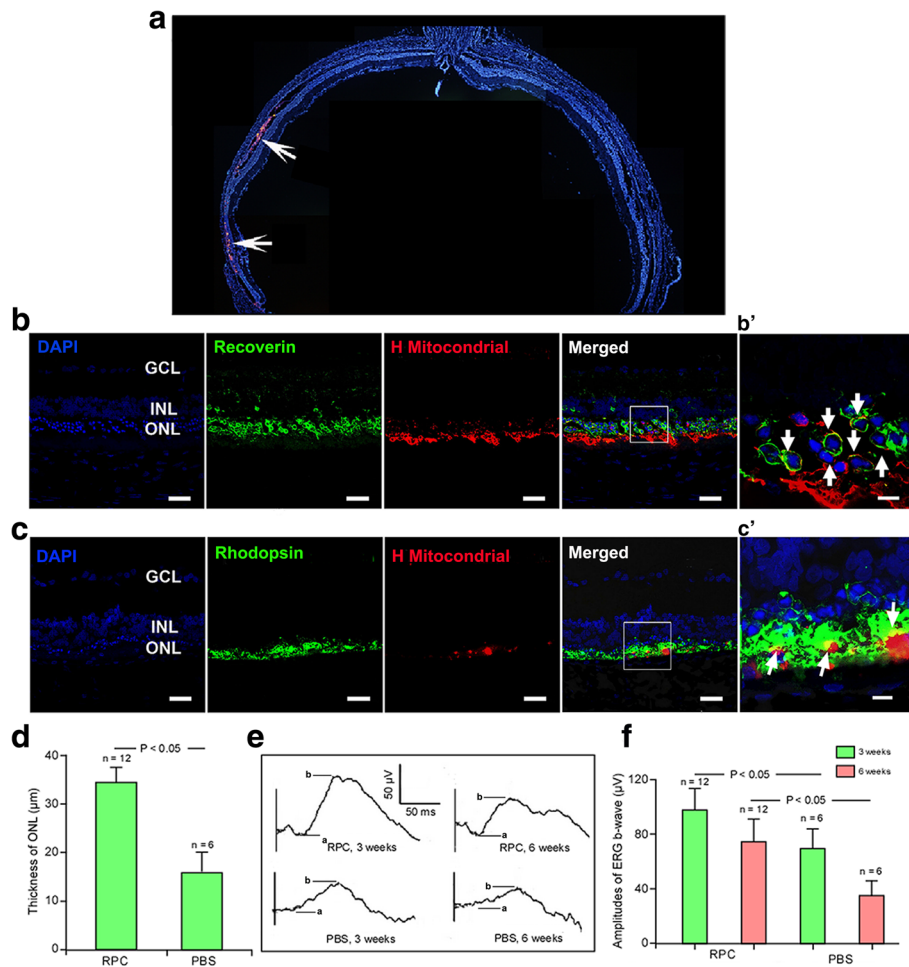 a
b
DAPI
GCL
INL
ONL
Recoverin
H Mitocondrial
Merged
b'
c
DAPI
GCL
INL
ONL
Rhodopsin
H Mitocondrial
Merged
c'
d
P < 0.05
n = 12
n = 6
Thickness of ONL (μm)
40
30
20
10
0
RPC
PBS
e
b
a
50 μV
50 ms
RPC, 3 weeks
b
a
RPC, 6 weeks
b
a
PBS, 3 weeks
b
a
PBS, 6 weeks
f
3 weeks
6 weeks
P < 0.05
n = 12
P < 0.05
n = 12
n = 6
n = 6
Amplitudes of ERG b-wave (μV)
120
80
40
0
RPC
PBS